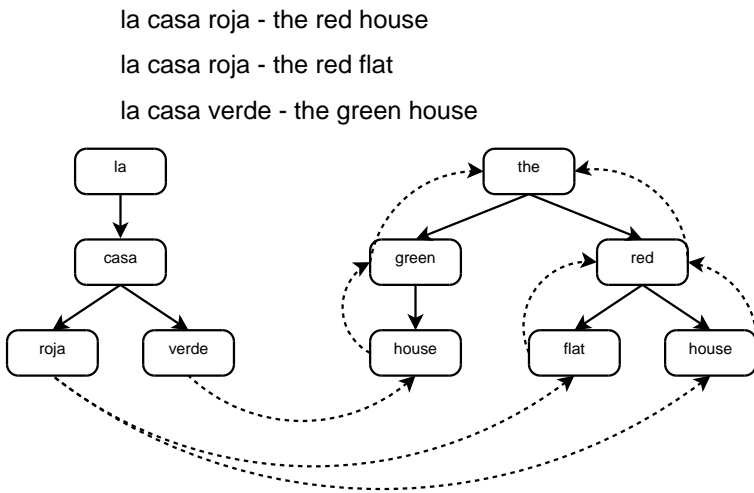 la casa roja - the red house
la casa roja - the red flat
la casa verde - the green house
la
the
casa
green
red
roja
verde
house
flat
house